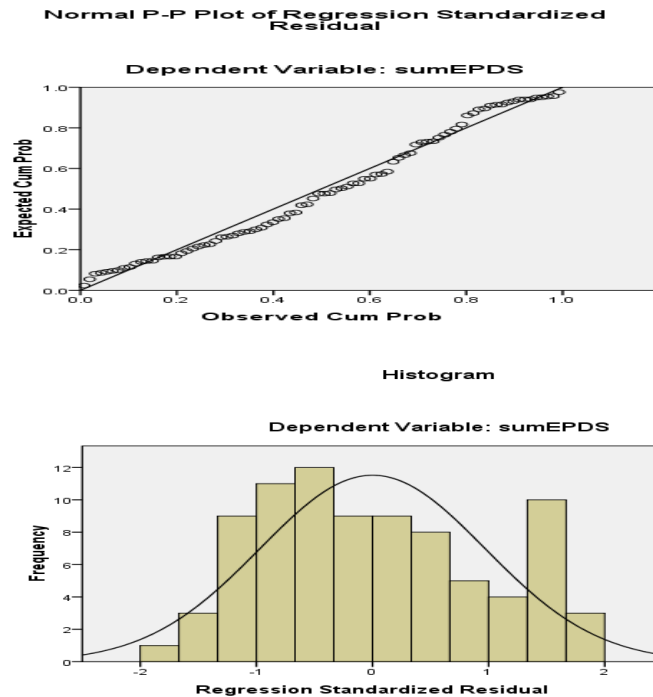 Normal P-P Plot of Regression Standardized
Residual
Dependent Variable: sumEPDS
Expected Cum Prob
1.0
0.8
0.6
0.4
0.2
0.0
0.0 0.2 0.4 0.6 0.8 1.0
Observed Cum Prob
Histogram
Dependent Variable: sumEPDS
Frequency
12
10
8
6
4
2
0
-2 -1 0 1 2
Regression Standardized Residual